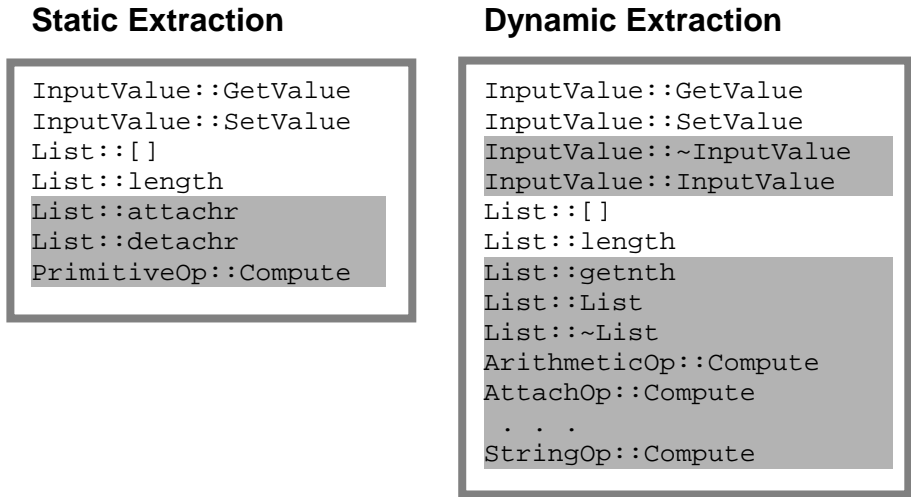 Static Extraction
InputValue::GetValue
InputValue::SetValue
List::[]
List::length
List::attachr
List::detachr
PrimitiveOp::Compute
Dynamic Extraction
InputValue::GetValue
InputValue::SetValue
InputValue::~InputValue
InputValue::InputValue
List::[]
List::length
List::getnth
List::List
List::~List
ArithmeticOp::Compute
AttachOp::Compute
. . .
StringOp::Compute